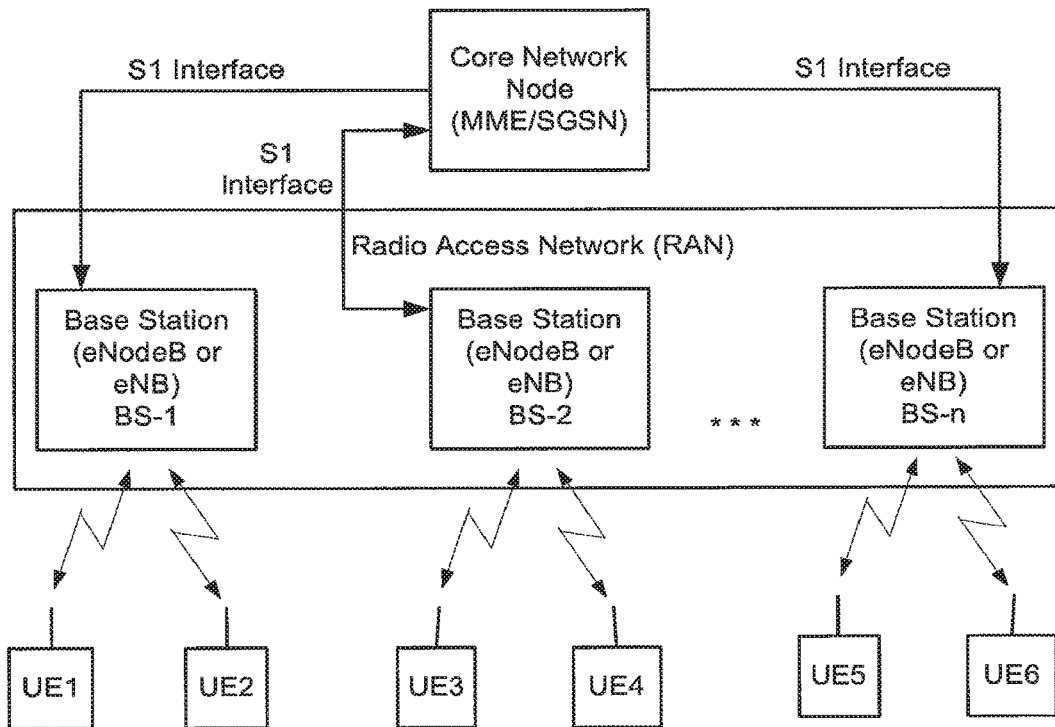 S1 Interface
Core Network
Node
(MME/SGSN)
S1 Interface
S1
Interface
Radio Access Network (RAN)
Base Station
(eNodeB or
eNB)
BS-1
Base Station
(eNodeB or
eNB)
BS-2
* * *
Base Station
(eNodeB or
eNB)
BS-n
UE1
UE2
UE3
UE4
UE5
UE6